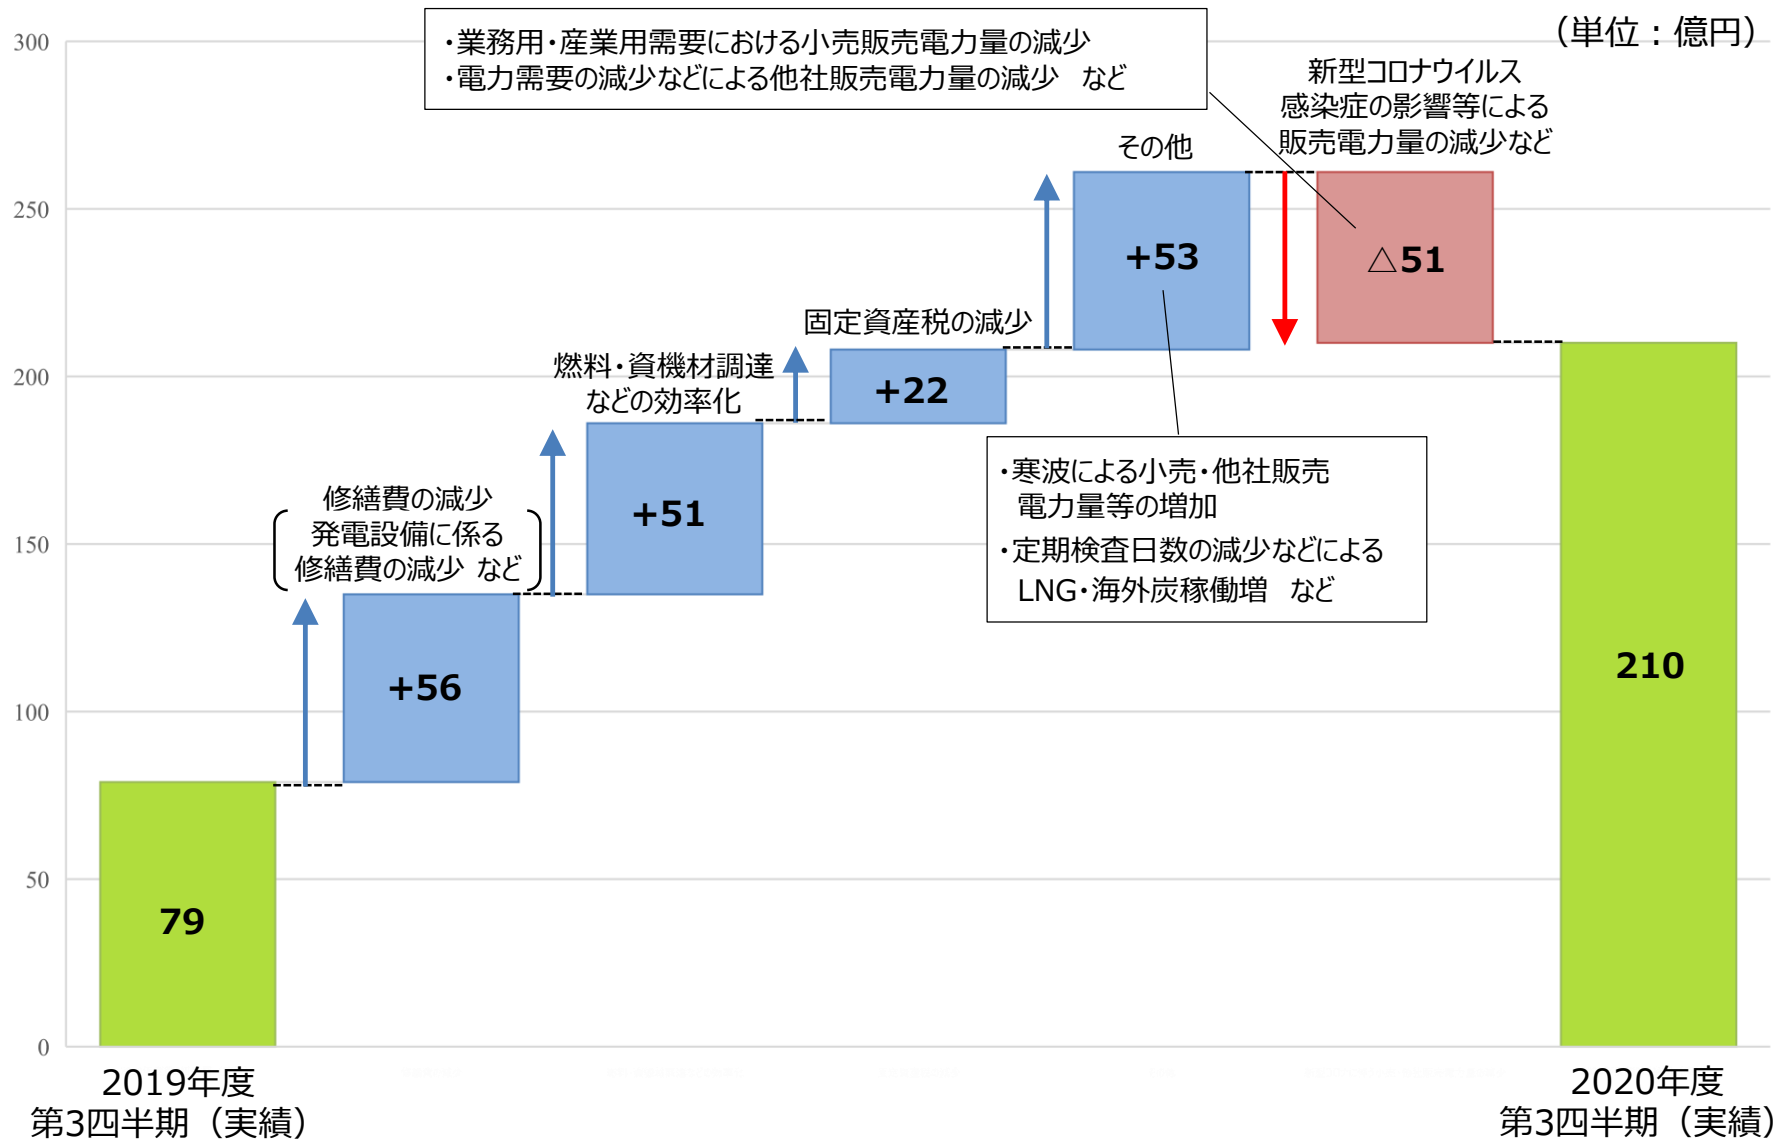 （単位：億円）
・業務用・産業用需要における小売販売電力量の減少
・電力需要の減少などによる他社販売電力量の減少　など
新型コロナウイルス
感染症の影響等による
販売電力量の減少など
その他
固定資産税の減少
燃料・資機材調達
などの効率化
修繕費の減少
発電設備に係る
修繕費の減少 など
300
250
200
150
100
50
0
79
+56
+51
+22
+53
△51
210
・寒波による小売・他社販売
電力量等の増加
・定期検査日数の減少などによる
LNG・海外炭稼働増　など
2019年度
第3四半期（実績）
2020年度
第3四半期（実績）